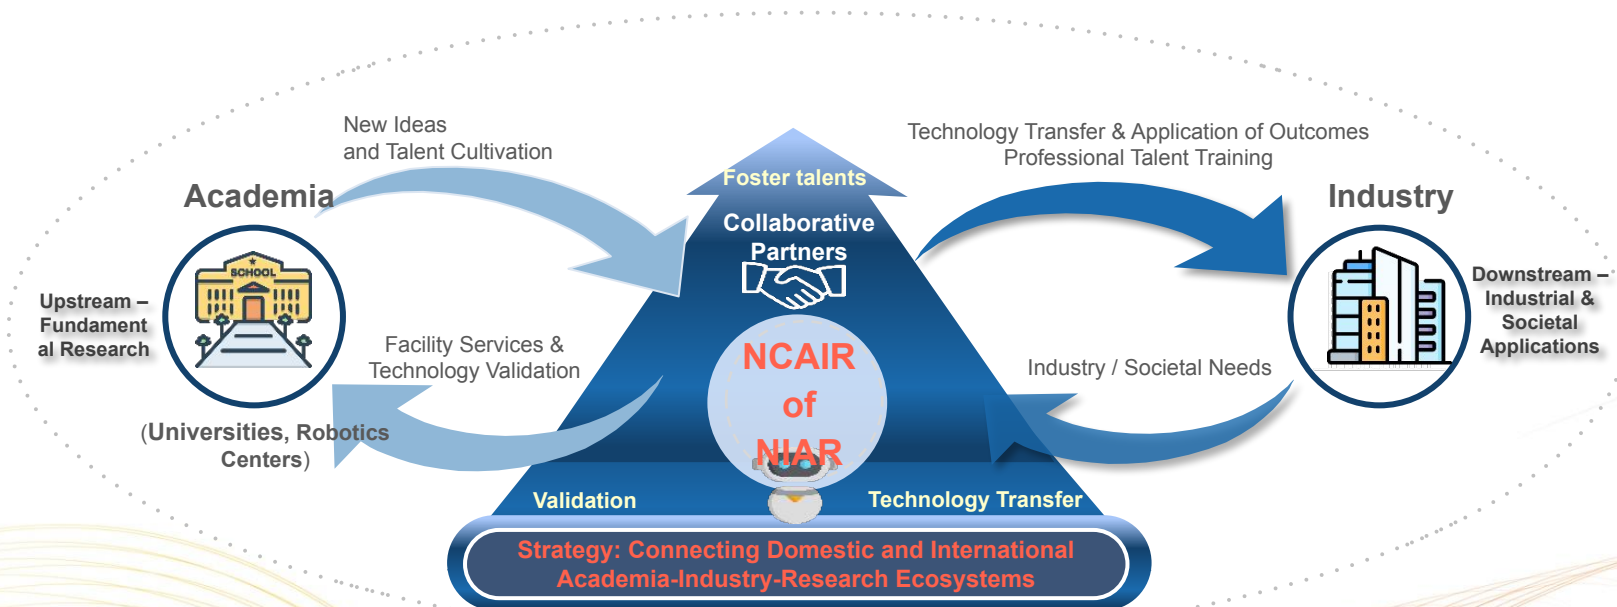 New Ideas
and Talent Cultivation
Technology Transfer & Application of Outcomes
Professional Talent Training
Academia
SCHOOL
Upstream –
Fundament
al Research
(Universities, Robotics
Centers)
Facility Services &
Technology Validation
Foster talents
Collaborative
Partners
NCAIR
of
NIAR
Validation
Technology Transfer
Industry
Downstream –
Industrial &
Societal
Applications
Industry / Societal Needs
Strategy: Connecting Domestic and International
Academia-Industry-Research Ecosystems